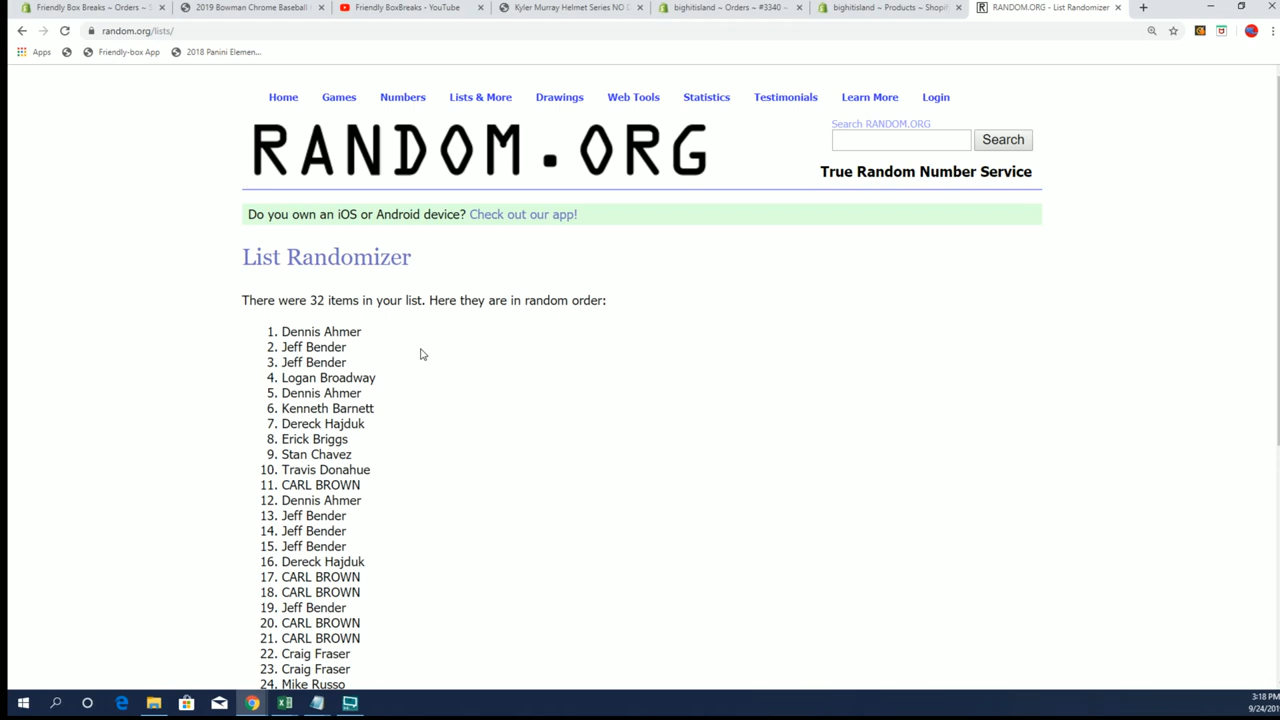 Friendly Box Breaks ~ Orders ~ S
2019 Bowman Chrome Baseball
Friendly BoxBreaks - YouTube
Kyler Murray Helmet Series NO D
bighitisland ~ Orders ~ #3340 ~
bighitisland ~ Products ~ Shopif
RANDOM.ORG - List Randomizer
random.org/lists/
Apps
Friendly-box App
2018 Panini Elemen...
Home
Games
Numbers
Lists & More
Drawings
Web Tools
Statistics
Testimonials
Learn More
Login
RANDOM.ORG
Search RANDOM.ORG
Search
True Random Number Service
Do you own an iOS or Android device? Check out our app!
List Randomizer
There were 32 items in your list. Here they are in random order:
1. Dennis Ahmer
2. Jeff Bender
3. Jeff Bender
4. Logan Broadway
5. Dennis Ahmer
6. Kenneth Barnett
7. Dereck Hajduk
8. Erick Briggs
9. Stan Chavez
10. Travis Donahue
11. CARL BROWN
12. Dennis Ahmer
13. Jeff Bender
14. Jeff Bender
15. Jeff Bender
16. Dereck Hajduk
17. CARL BROWN
18. CARL BROWN
19. Jeff Bender
20. CARL BROWN
21. CARL BROWN
22. Craig Fraser
23. Craig Fraser
24. Mike Russo
3:18 PM
9/24/201